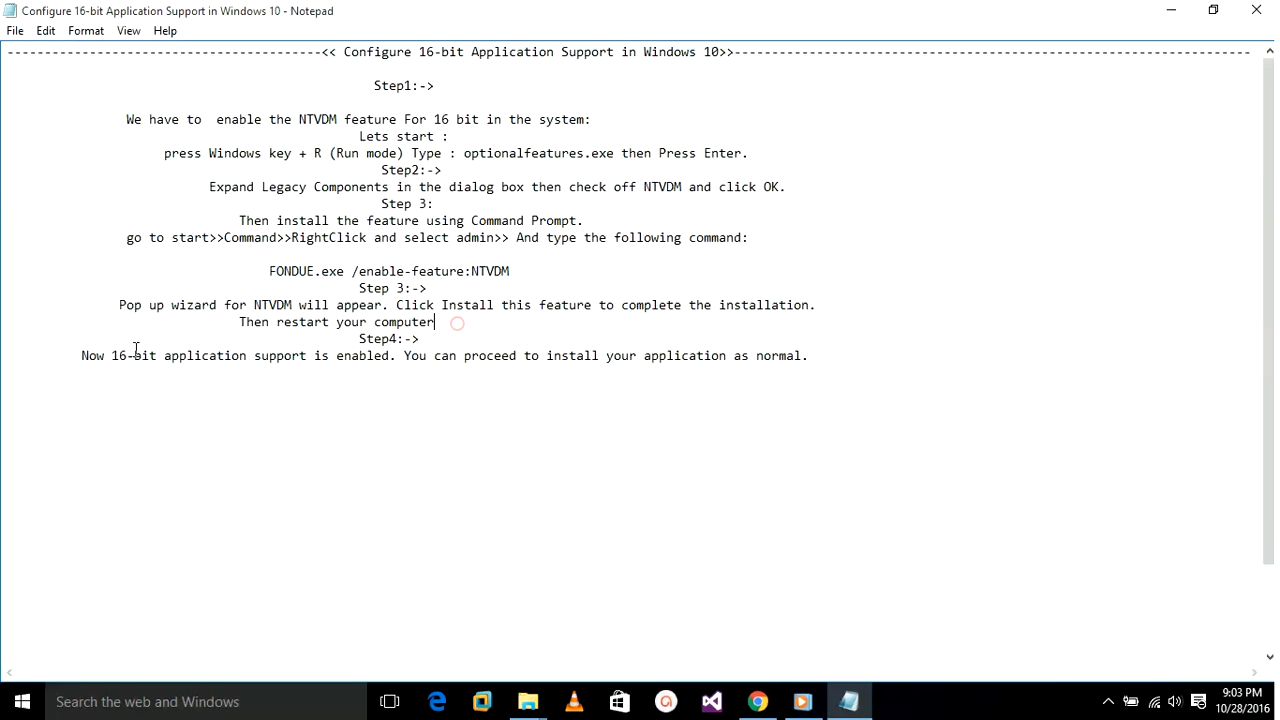 Configure 16-bit Application Support in Windows 10 - Notepad
File Edit Format View Help
---------------------------------------<< Configure 16-bit Application Support in Windows 10>>---------------------------------------------------------------------
Step1:->
We have to  enable the NTVDM feature For 16 bit in the system:
Lets start :
press Windows key + R (Run mode) Type : optionalfeatures.exe then Press Enter.
Step2:->
Expand Legacy Components in the dialog box then check off NTVDM and click OK.
Step 3:
Then install the feature using Command Prompt.
go to start>>Command>>RightClick and select admin>> And type the following command:
FONDUE.exe /enable-feature:NTVDM
Step 3:->
Pop up wizard for NTVDM will appear. Click Install this feature to complete the installation.
Then restart your computer
Step4:->
Now 16-bit application support is enabled. You can proceed to install your application as normal.
Search the web and Windows
9:03 PM
10/28/2016